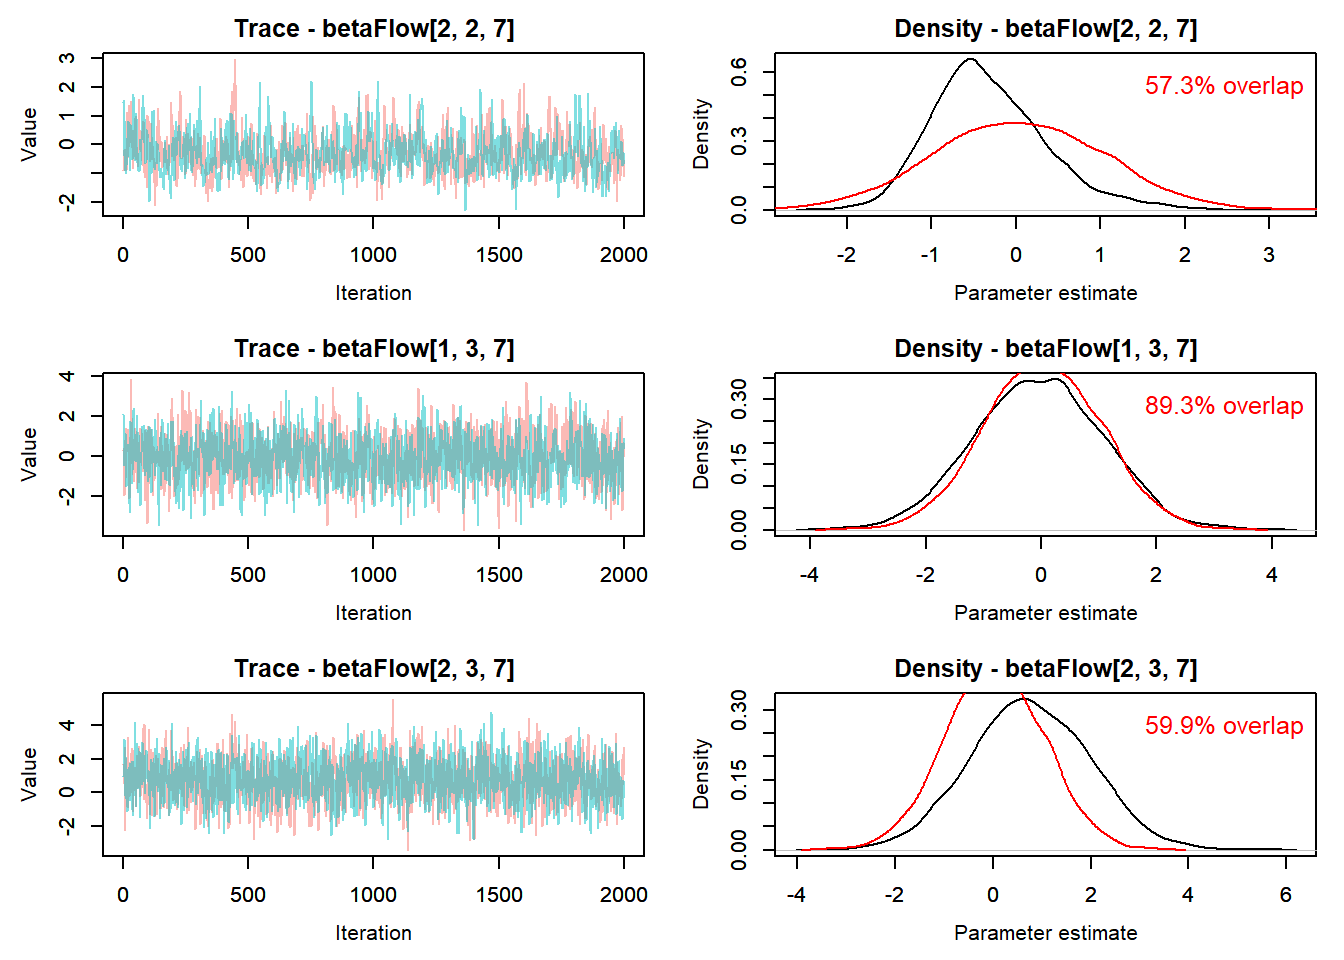 Trace - betaFlow[2, 2, 7]
Value
3
2
1
0
-2
0 500 1000 1500 2000
Iteration
Density - betaFlow[2, 2, 7]
Density
0.6
0.3
0.0
57.3% overlap
-2 -1 0 1 2 3
Parameter estimate
Trace - betaFlow[1, 3, 7]
Value
4
2
0
-2
0 500 1000 1500 2000
Iteration
Density - betaFlow[1, 3, 7]
Density
0.30
0.15
0.00
89.3% overlap
-4 -2 0 2 4
Parameter estimate
Trace - betaFlow[2, 3, 7]
Value
4
2
0
-2
0 500 1000 1500 2000
Iteration
Density - betaFlow[2, 3, 7]
Density
0.30
0.15
0.00
59.9% overlap
-4 -2 0 2 4 6
Parameter estimate